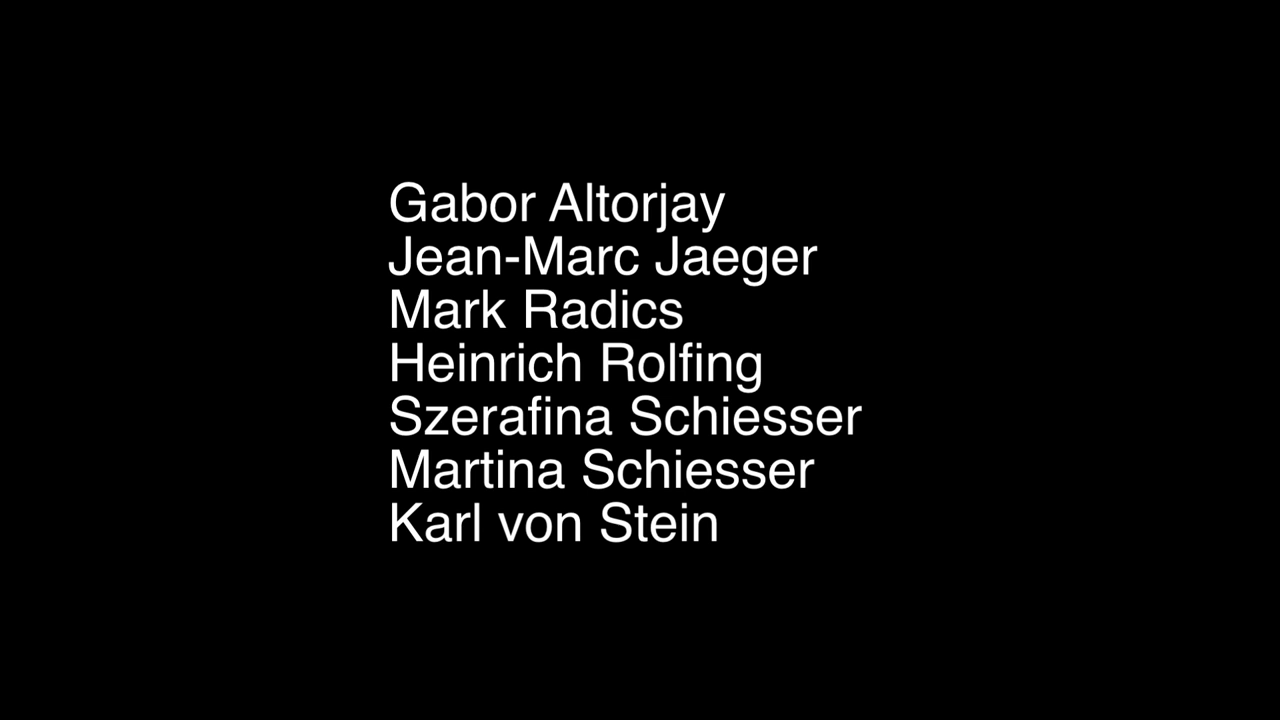 Gabor Altorjay
Jean-Marc Jaeger
Mark Radics
Heinrich Rolfing
Szerafina Schiesser
Martina Schiesser
Karl von Stein